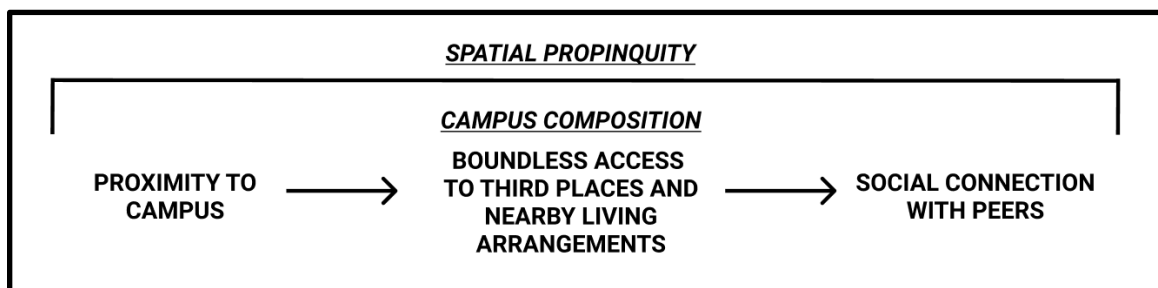 SPATIAL PROPINQUITY
CAMPUS COMPOSITION
PROXIMITY TO
CAMPUS
BOUNDLESS ACCESS
TO THIRD PLACES AND
NEARBY LIVING
ARRANGEMENTS
SOCIAL CONNECTION
WITH PEERS